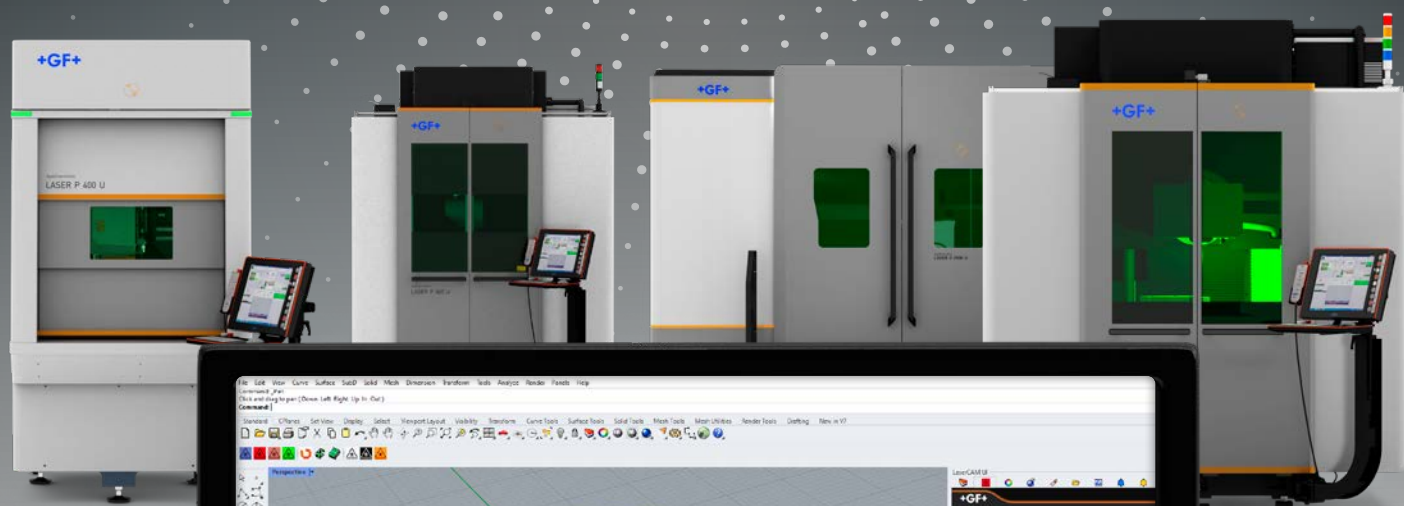 +GF+
+GF+
+GF+
+GF+
LASER P 400 U
File Edit View Curve Surface SubD Solid Mesh Dimension Transform Tools Analyze Render Panels Help
Click and drag to pan ( Down Left Right Up In Out )
Command:
Standard CPlanes Set View Display Select Viewport Layout Visibility Transform Curve Tools Surface Tools Solid Tools Mesh Tools Mesh Utilities Render Tools Drafting New in V7
Perspective
LaserCAM UI
+GF+